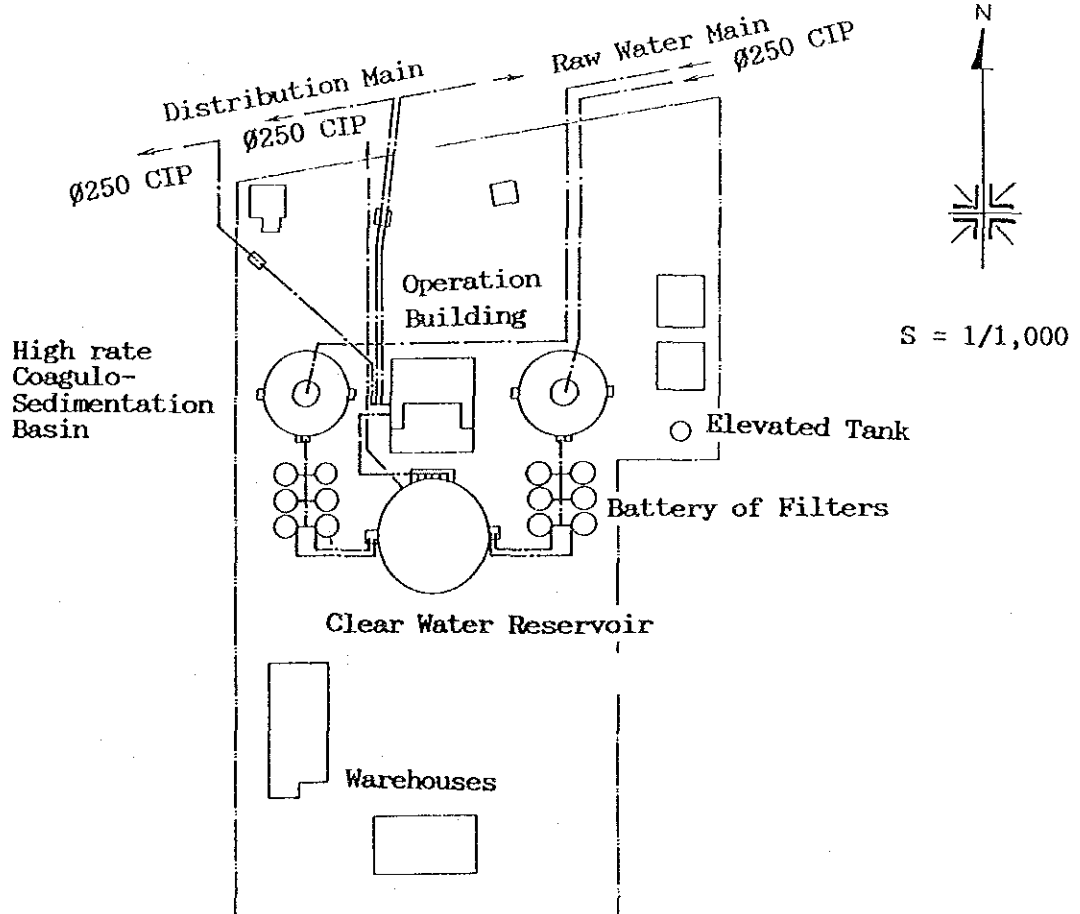 N
Raw Water Main
Ø250 CIP
Distribution Main
Ø250 CIP
Ø250 CIP
Operation
Building
S = 1/1,000
High rate
Coagulo-
Sedimentation
Basin
Elevated Tank
Battery of Filters
Clear Water Reservoir
Warehouses